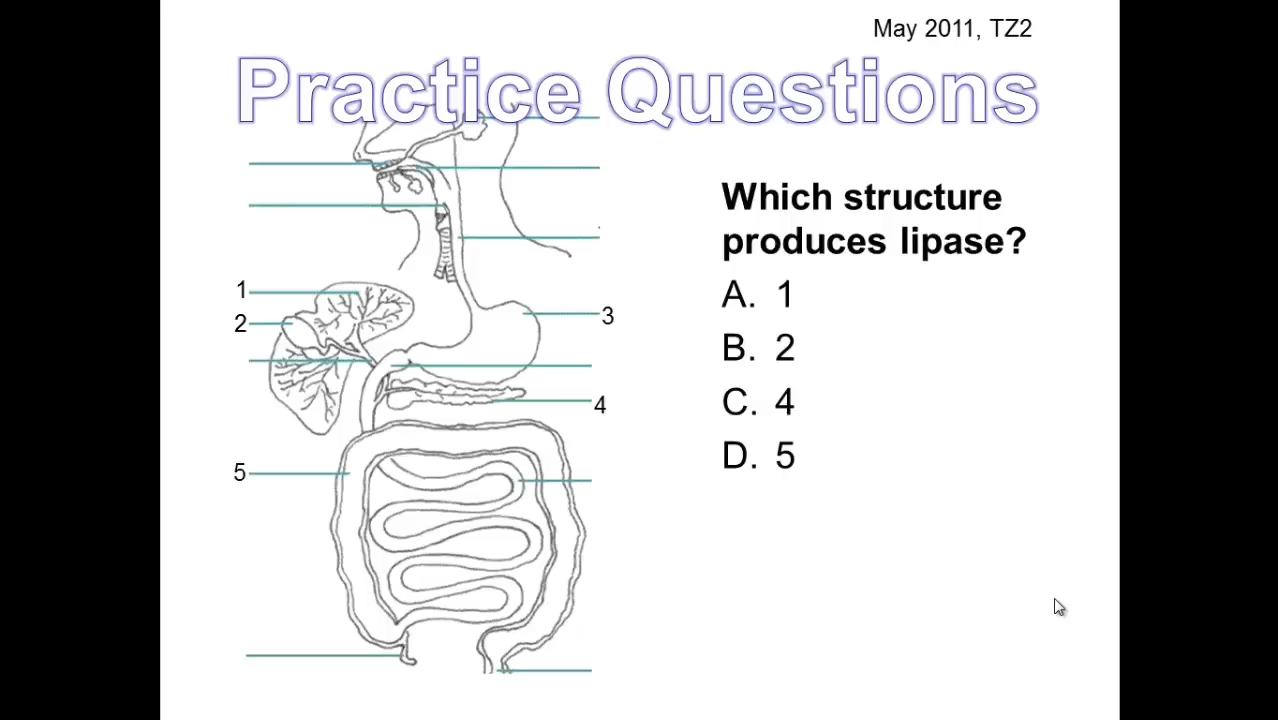 May 2011, TZ2
Practice Questions
Which structure
produces lipase?
A. 1
B. 2
C. 4
D. 5
1
2
3
4
5